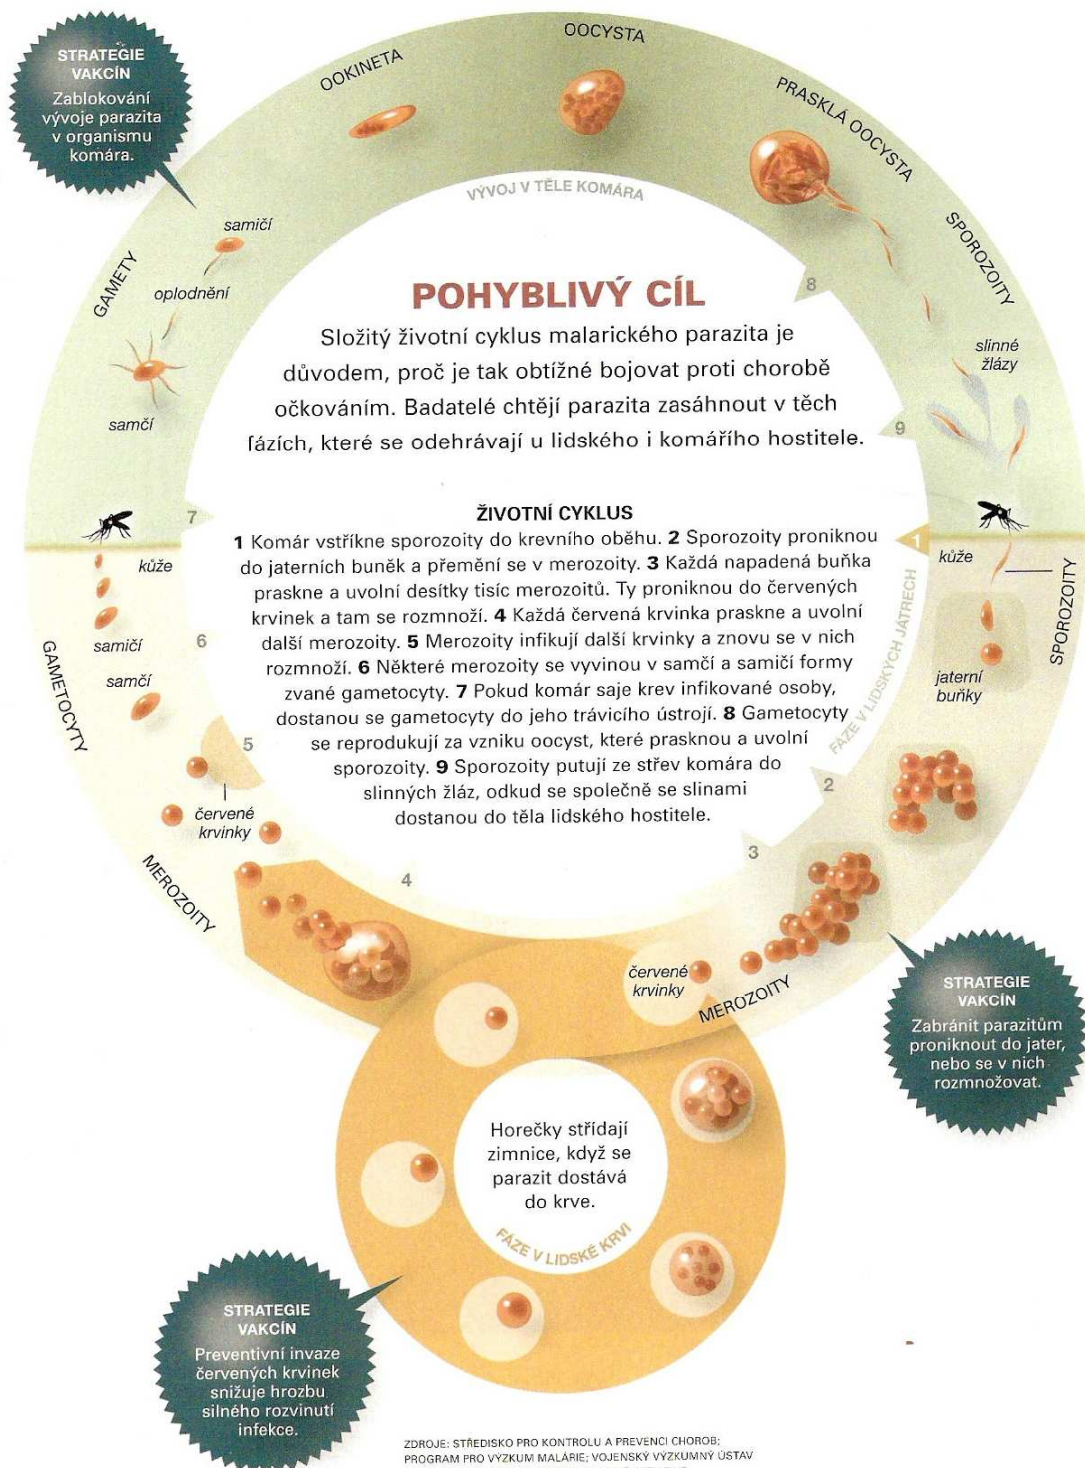 STRATEGIE
VAKCÍN
Zablokování
vývoje parazita
v organismu
komára.
OOKINETA
OOCYSTA
PRASKLÁ OOCYSTA
SPOROZOITY
VÝVOJ V TĚLE KOMÁRA
GAMETY
samičí
oplodnění
samčí
slinné
žlázy
8
9
7
POHYBLIVÝ CÍL
Složitý životní cyklus malarického parazita je
důvodem, proč je tak obtížné bojovat proti chorobě
očkováním. Badatelé chtějí parazita zasáhnout v těch
fázích, které se odehrávají u lidského i komářího hostitele.
ŽIVOTNÍ CYKLUS
1 Komár vstříkne sporozoity do krevního oběhu. 2 Sporozoity proniknou
do jaterních buněk a přemění se v merozoity. 3 Každá napadená buňka
praskne a uvolní desítky tisíc merozoitů. Ty proniknou do červených
krvinek a tam se rozmnoží. 4 Každá červená krvinka praskne a uvolní
další merozoity. 5 Merozoity infikují další krvinky a znovu se v nich
rozmnoží. 6 Některé merozoity se vyvinou v samčí a samičí formy
zvané gametocyty. 7 Pokud komár saje krev infikované osoby,
dostanou se gametocyty do jeho trávicího ústrojí. 8 Gametocyty
se reprodukují za vzniku oocyst, které prasknou a uvolní
sporozoity. 9 Sporozoity putují ze střev komára do
slinných žláz, odkud se společně se slinami
dostanou do těla lidského hostitele.
1
kůže
SPOROZOITY
jaterní
buňky
FÁZE V LIDSKÝCH JÁTRECH
2
3
kůže
samičí
samčí
GAMETOCYTY
6
5
červené
krvinky
4
MEROZOITY
červené
krvinky
MEROZOITY
STRATEGIE
VAKCÍN
Zabránit parazitům
proniknout do jater,
nebo se v nich
rozmnožovat.
Horečky střídají
zimnice, když se
parazit dostává
do krve.
FÁZE V LIDSKÉ KRVI
STRATEGIE
VAKCÍN
Preventivní invaze
červených krvinek
snižuje hrozbu
silného rozvinutí
infekce.
ZDROJE: STŘEDISKO PRO KONTROLU A PREVENCI CHOROB;
PROGRAM PRO VÝZKUM MALÁRIE; VOJENSKÝ VÝZKUMNÝ ÚSTAV